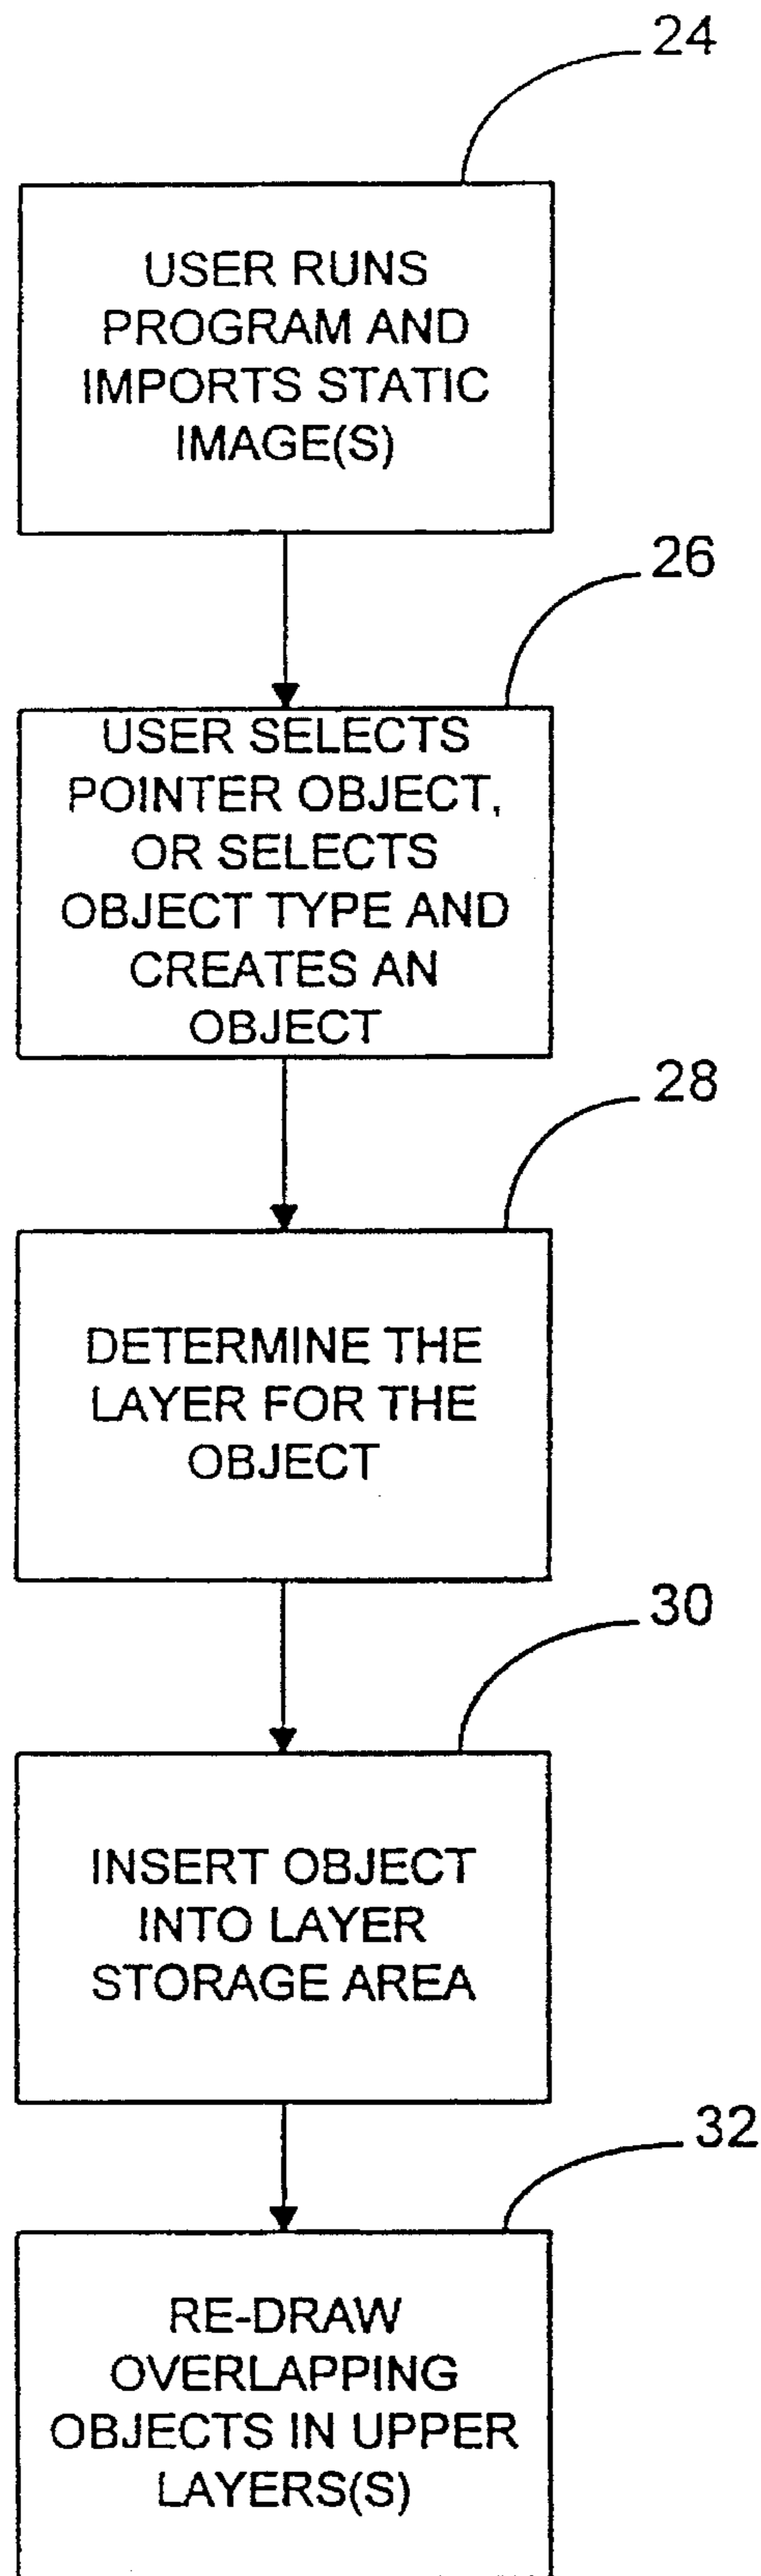 24
USER RUNS
PROGRAM AND
IMPORTS STATIC
IMAGE(S)
26
USER SELECTS
POINTER OBJECT,
OR SELECTS
OBJECT TYPE AND
CREATES AN
OBJECT
28
DETERMINE THE
LAYER FOR THE
OBJECT
30
INSERT OBJECT
INTO LAYER
STORAGE AREA
32
RE-DRAW
OVERLAPPING
OBJECTS IN UPPER
LAYERS(S)